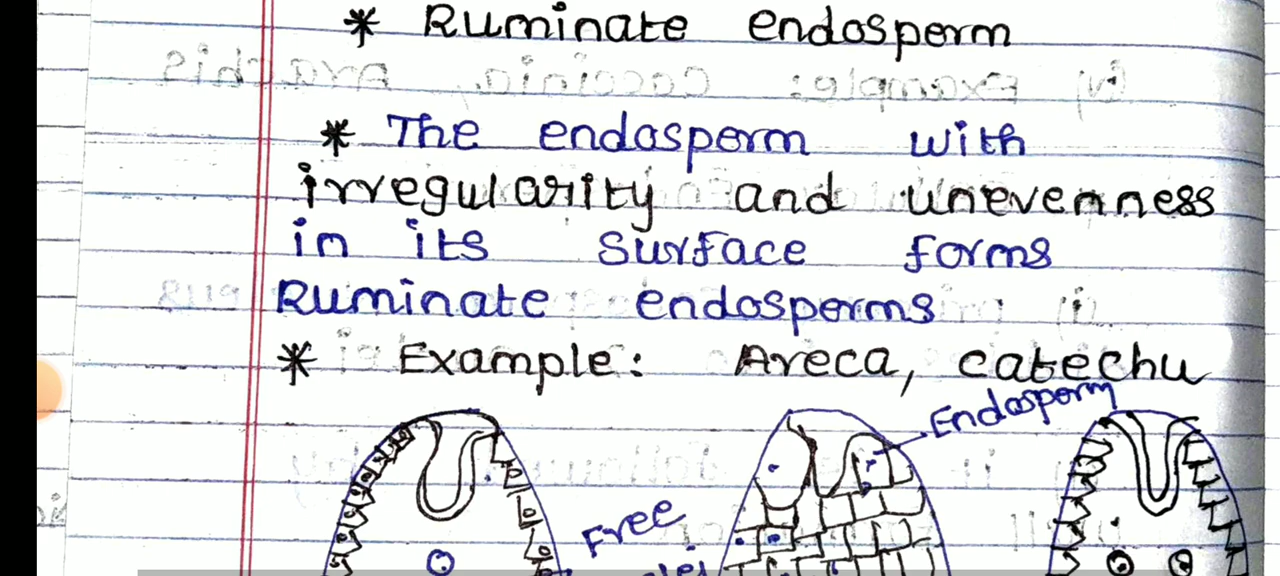 * Ruminate endosperm
* The endosperm with
irregularity and unevenness
in its surface forms
Ruminate endosperms
* Example: Areca, catechu
Endosperm
Free